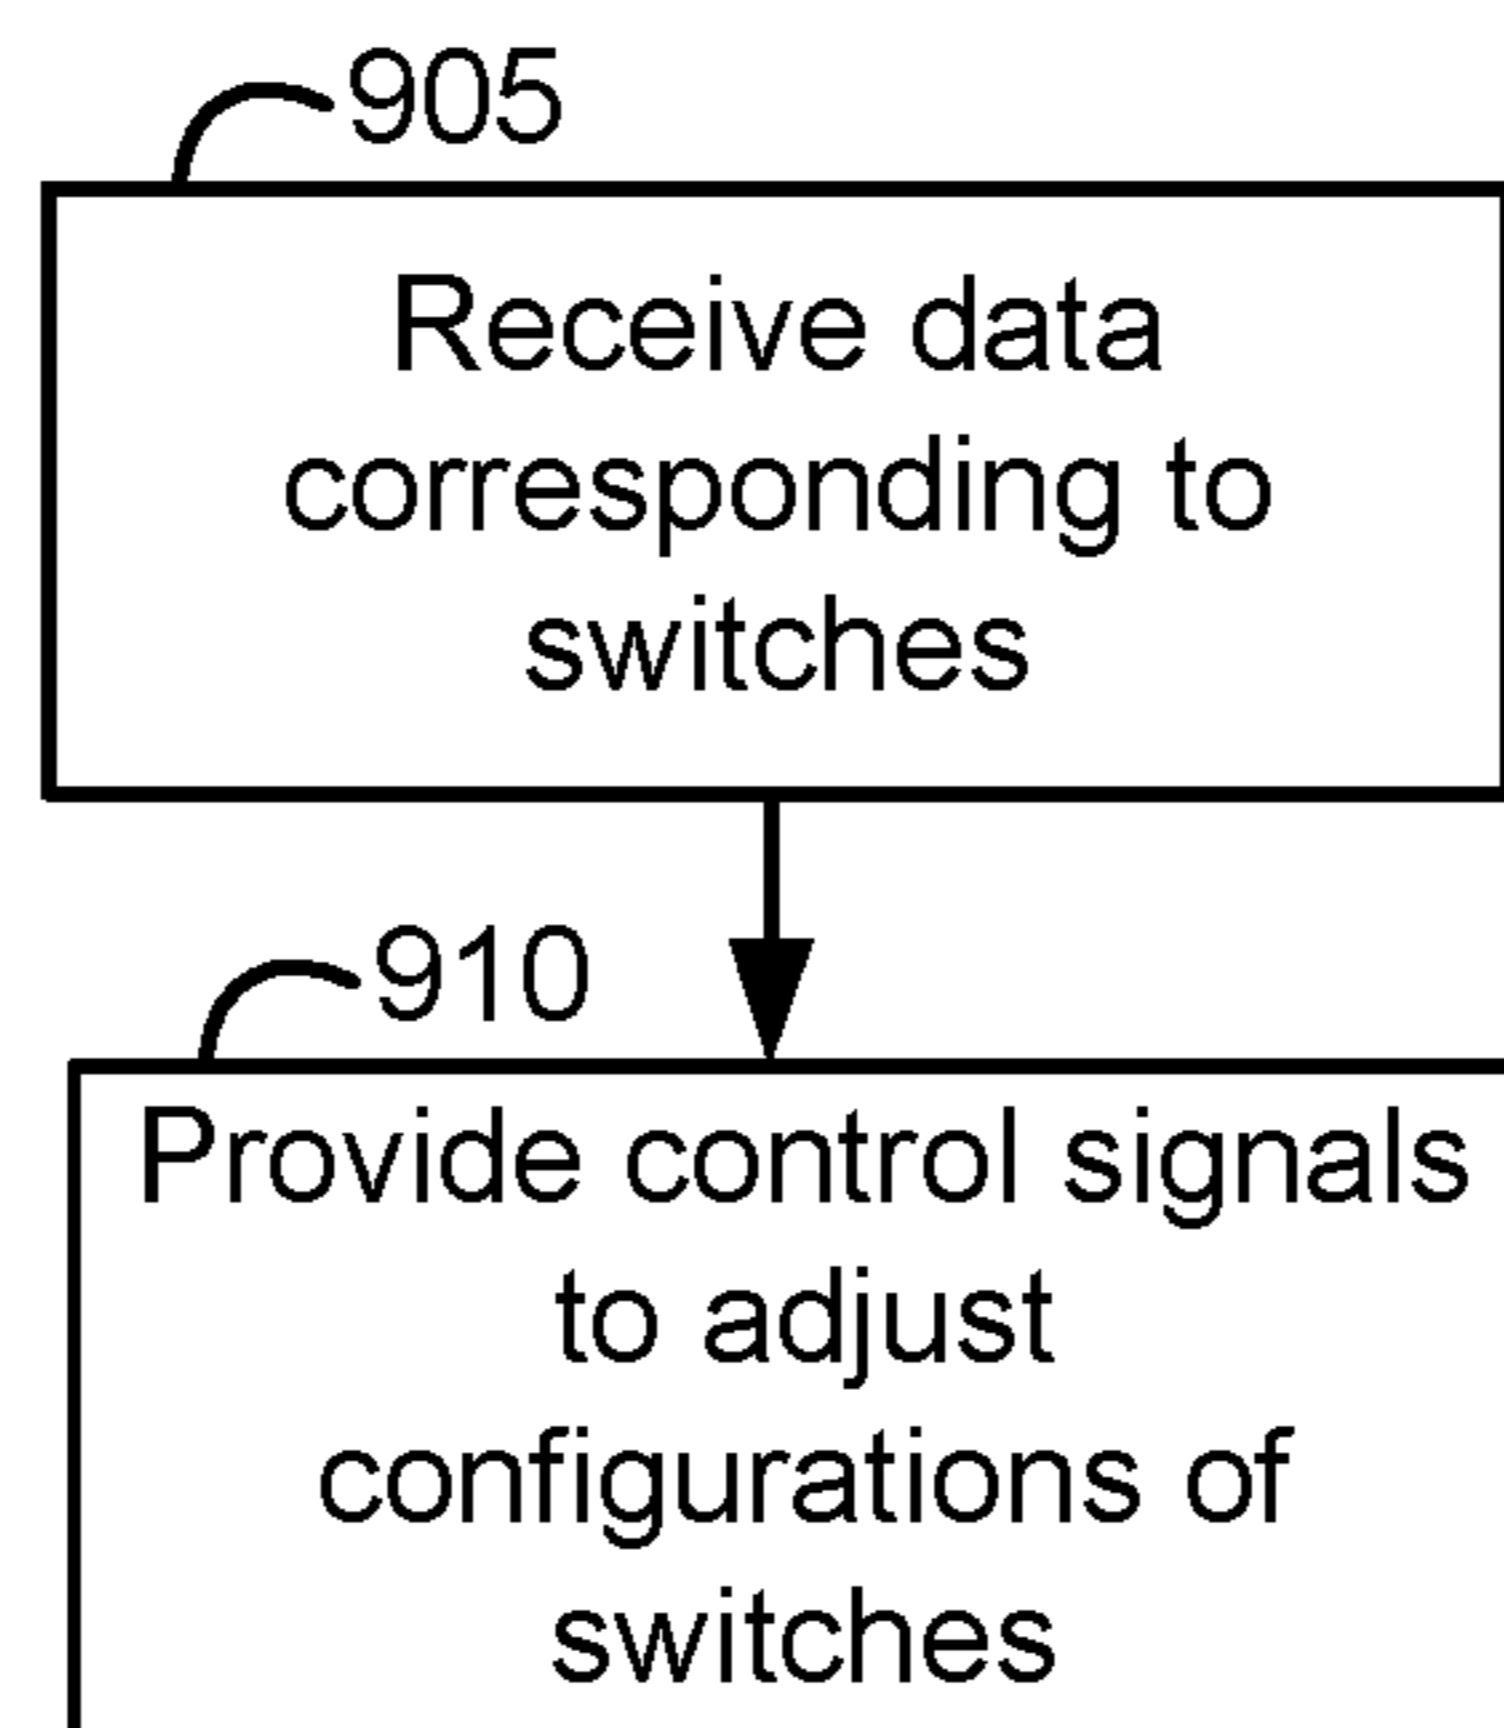 905
Receive data
corresponding to
switches
910
Provide control signals
to adjust
configurations of
switches